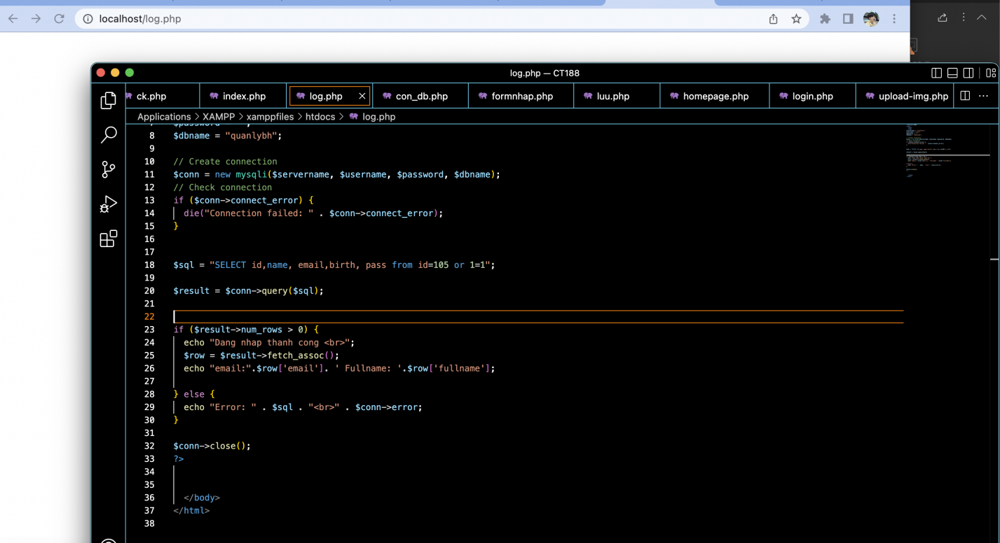 localhost/log.php
log.php — CT188
ck.php index.php log.php con_db.php formnhap.php luu.php homepage.php login.php upload-img.php
Applications > XAMPP > xamppfiles > htdocs > log.php
8 $dbname = "quanlybh";
9
10 // Create connection
11 $conn = new mysqli($servername, $username, $password, $dbname);
12 // Check connection
13 if ($conn->connect_error) {
14 die("Connection failed: " . $conn->connect_error);
15 }
16
17
18 $sql = "SELECT id,name, email,birth, pass from id=105 or 1=1";
19
20 $result = $conn->query($sql);
21
22
23 if ($result->num_rows > 0) {
24 echo "Dang nhap thanh cong <br>";
25 $row = $result->fetch_assoc();
26 echo "email:".$row['email']. ' Fullname: '.$row['fullname'];
27
28 } else {
29 echo "Error: " . $sql . "<br>" . $conn->error;
30 }
31
32 $conn->close();
33 ?>
34
35
36 </body>
37 </html>
38